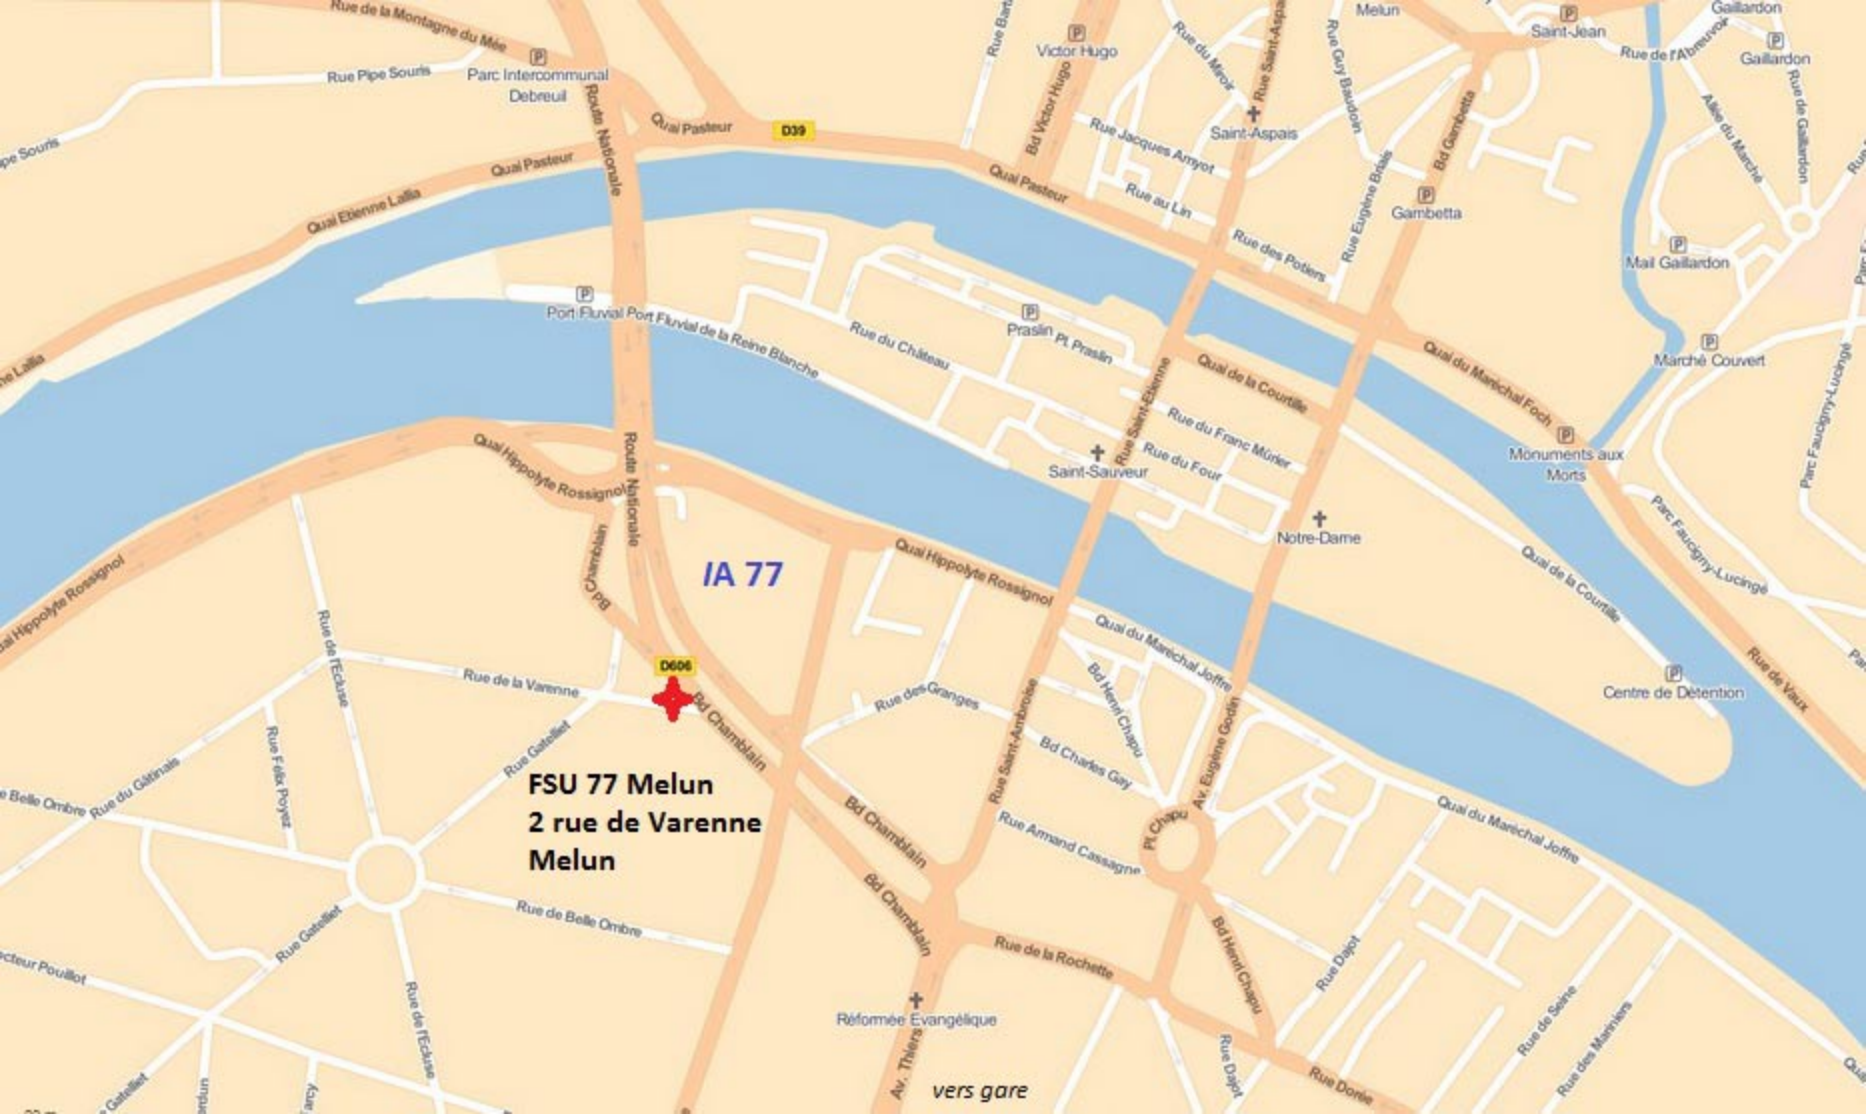 Rue de la Montagne du Mée
Rue Pipe Souris
P
Parc Intercommunal
Debreuil
Route Nationale
Quai Pasteur
D39
Quai Pasteur
Quai Etienne Lallia
Bd Victor Hugo
P
Victor Hugo
Rue du Miroir
Rue Jacques Amyot
Rue au Lin
Quai Pasteur
Saint-Aspais
Rue des Potiers
Rue Guy Baudoin
Rue Eugène Briais
Bd Gambetta
P
Gambetta
Melun
P
Saint-Jean
Rue de l'Abreuvoir
Gaillardon
P
Gaillardon
Rue de Gaillardon
Allée du Marché
P
Mail Gaillardon
P
Marché Couvert
Parc Faucigny-Lucinge
P
Port Fluvial
Port Fluvial de la Reine Blanche
Rue du Château
P
Praslin
Pl. Praslin
Quai de la Courtille
Rue Saint-Etienne
Rue du Franc Mûrier
Rue du Four
Saint-Sauveur
Notre-Dame
Quai du Maréchal Foch
P
Monuments aux
Morts
Parc Faucigny-Lucinge
Quai de la Courtille
Rue de Vaux
P
Centre de Détention
Quai Hippolyte Rossignol
Route Nationale
Bd Chamblain
IA 77
Quai Hippolyte Rossignol
Quai du Maréchal Joffre
Bd Henri Chapu
Rue de l'Ecluse
Rue de la Varenne
D606
Bd Chamblain
Rue des Granges
Rue Saint-Ambroise
Bd Charles Gay
Av. Eugène Godin
Pl. Chapu
Rue Armand Cassagne
Rue Gatelliet
Rue du Gâtinais
Rue Félix Poyez
FSU 77 Melun
2 rue de Varenne
Melun
Bd Chamblain
Bd Chamblain
Quai du Maréchal Joffre
Rue de Belle Ombre
Rue Gatelliet
Rue de l'Ecluse
Rue de la Rochette
Bd Henri Chapu
Rue Dajot
Rue de Seine
Rue des Mariniers
Réformée Evangélique
Av. Thiers
vers gare
Rue Dajot
Rue Dorée